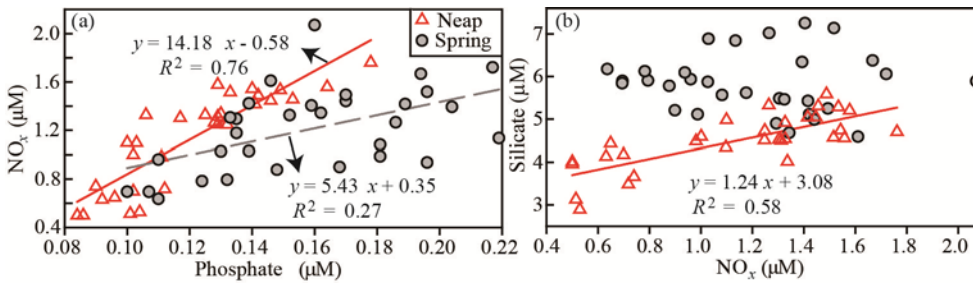 (a)
Neap
Spring
y = 14.18 x - 0.58
R² = 0.76
y = 5.43 x + 0.35
R² = 0.27
NOx (μM)
2.0
1.6
1.2
0.8
0.4
0.08 0.10 0.12 0.14 0.16 0.18 0.20 0.22
Phosphate (μM)
(b)
y = 1.24 x + 3.08
R² = 0.58
Silicate (μM)
7
6
5
4
3
0.4 0.6 0.8 1.0 1.2 1.4 1.6 1.8 2.0
NOx (μM)